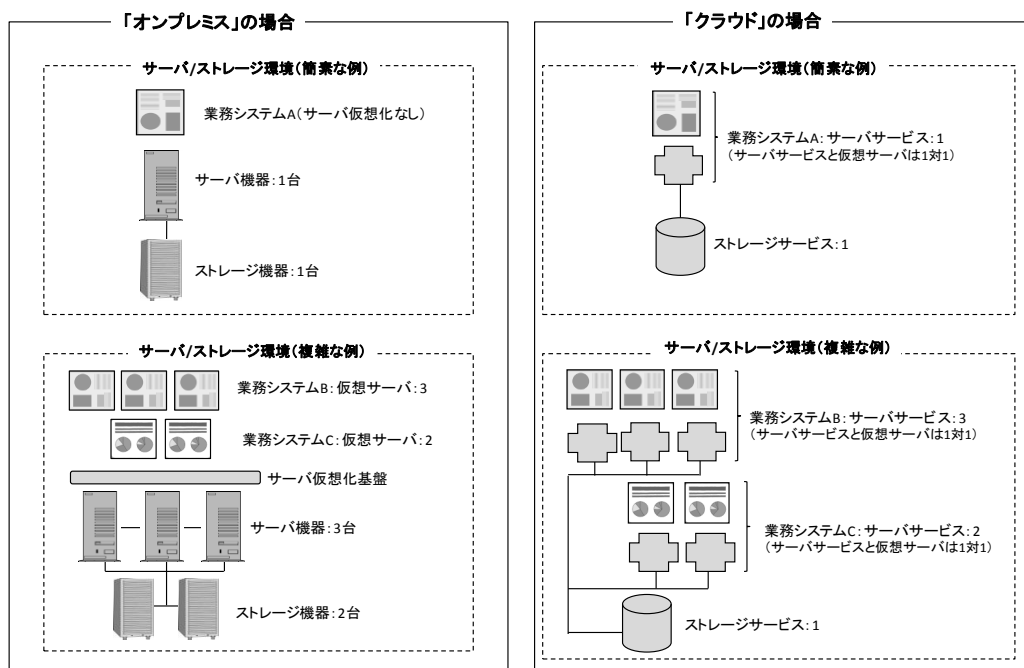 「オンプレミス」の場合
サーバ/ストレージ環境(簡素な例)
業務システムA(サーバ仮想化なし)
サーバ機器:1台
ストレージ機器:1台
サーバ/ストレージ環境(複雑な例)
業務システムB:仮想サーバ:3
業務システムC:仮想サーバ:2
サーバ仮想化基盤
サーバ機器:3台
ストレージ機器:2台
「クラウド」の場合
サーバ/ストレージ環境(簡素な例)
業務システムA:サーバサービス:1
(サーバサービスと仮想サーバは1対1)
ストレージサービス:1
サーバ/ストレージ環境(複雑な例)
業務システムB:サーバサービス:3
(サーバサービスと仮想サーバは1対1)
業務システムC:サーバサービス:2
(サーバサービスと仮想サーバは1対1)
ストレージサービス:1